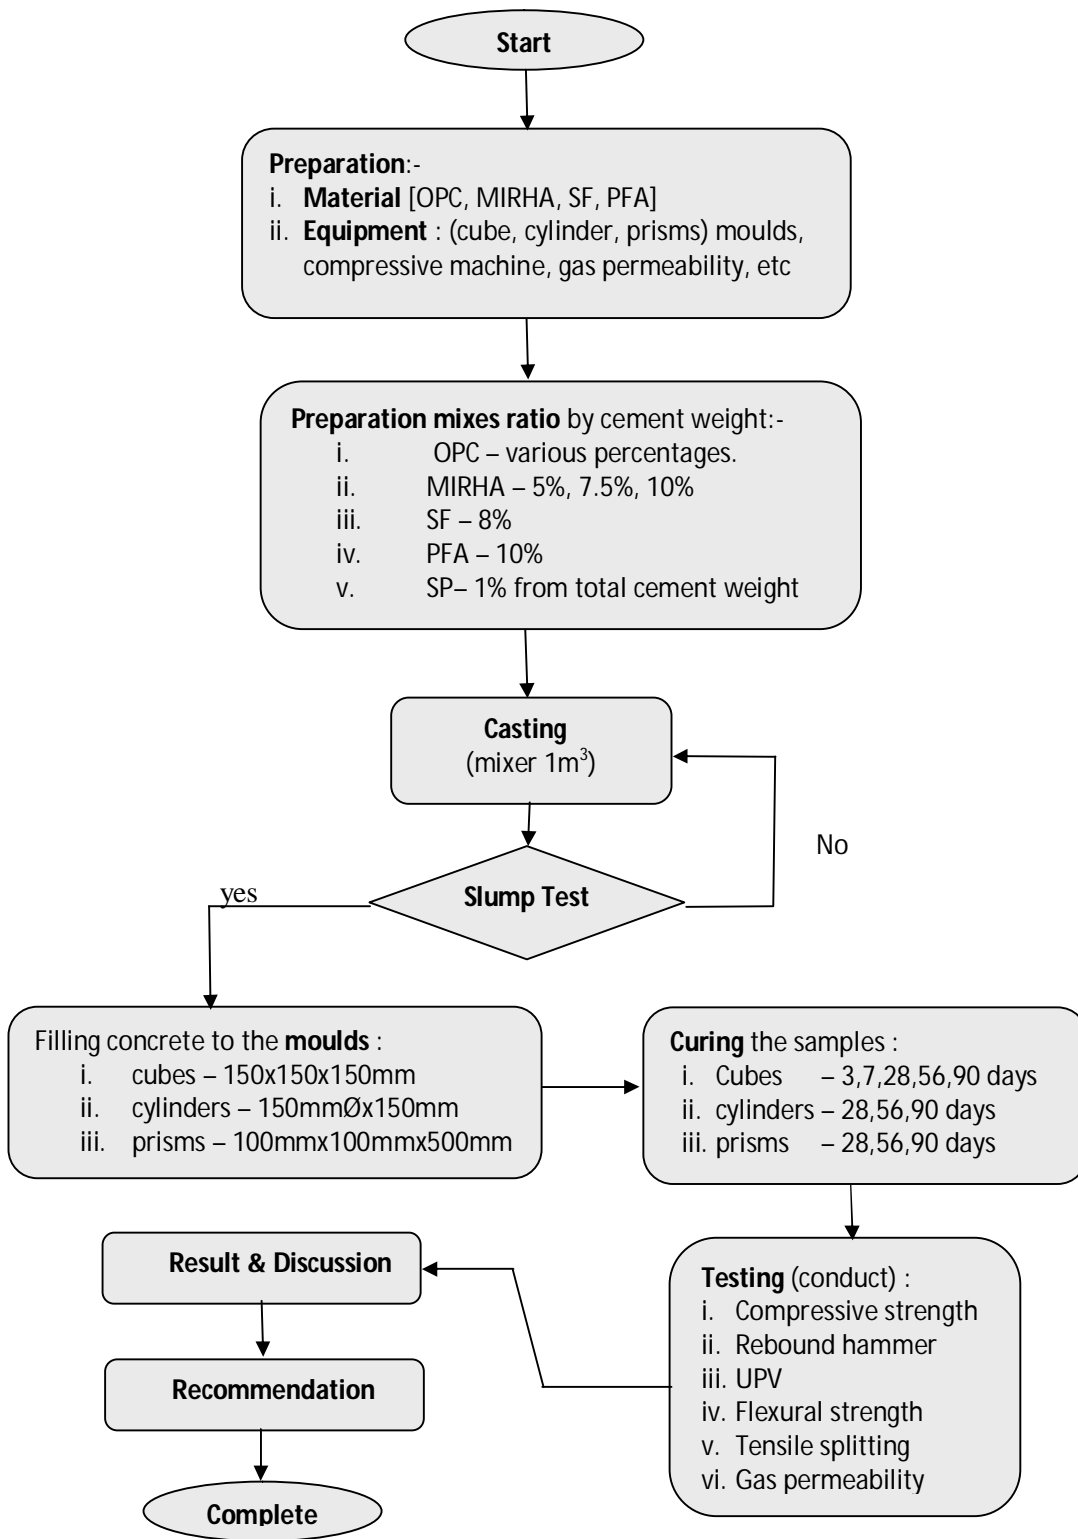 Start
Preparation:-
i. Material [OPC, MIRHA, SF, PFA]
ii. Equipment : (cube, cylinder, prisms) moulds,
compressive machine, gas permeability, etc
Preparation mixes ratio by cement weight:-
i. OPC – various percentages.
ii. MIRHA – 5%, 7.5%, 10%
iii. SF – 8%
iv. PFA – 10%
v. SP– 1% from total cement weight
Casting
(mixer 1m³)
No
Slump Test
yes
Filling concrete to the moulds :
i. cubes – 150x150x150mm
ii. cylinders – 150mmØx150mm
iii. prisms – 100mmx100mmx500mm
Curing the samples :
i. Cubes – 3,7,28,56,90 days
ii. cylinders – 28,56,90 days
iii. prisms – 28,56,90 days
Testing (conduct) :
i. Compressive strength
ii. Rebound hammer
iii. UPV
iv. Flexural strength
v. Tensile splitting
vi. Gas permeability
Result & Discussion
Recommendation
Complete